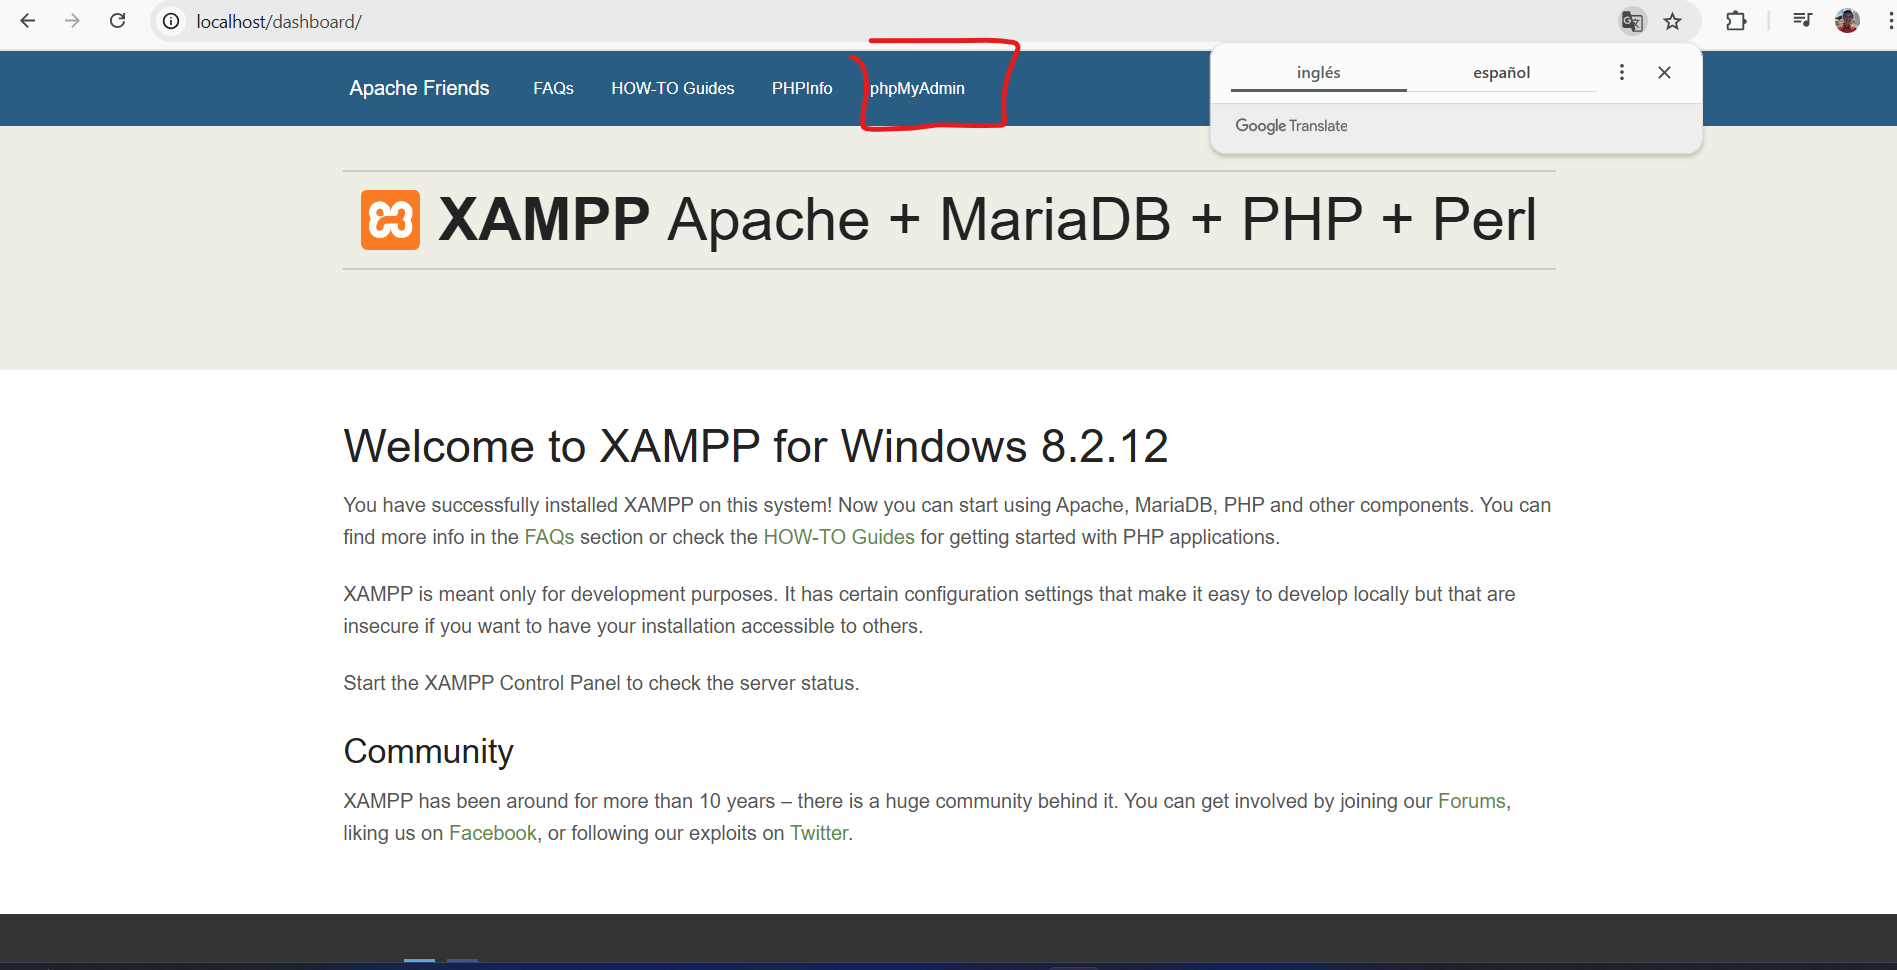 localhost/dashboard/
Apache Friends FAQs HOW-TO Guides PHPInfo phpMyAdmin
inglés español
Google Translate
XAMPP Apache + MariaDB + PHP + Perl
Welcome to XAMPP for Windows 8.2.12
You have successfully installed XAMPP on this system! Now you can start using Apache, MariaDB, PHP and other components. You can
find more info in the FAQs section or check the HOW-TO Guides for getting started with PHP applications.
XAMPP is meant only for development purposes. It has certain configuration settings that make it easy to develop locally but that are
insecure if you want to have your installation accessible to others.
Start the XAMPP Control Panel to check the server status.
Community
XAMPP has been around for more than 10 years – there is a huge community behind it. You can get involved by joining our Forums,
liking us on Facebook, or following our exploits on Twitter.